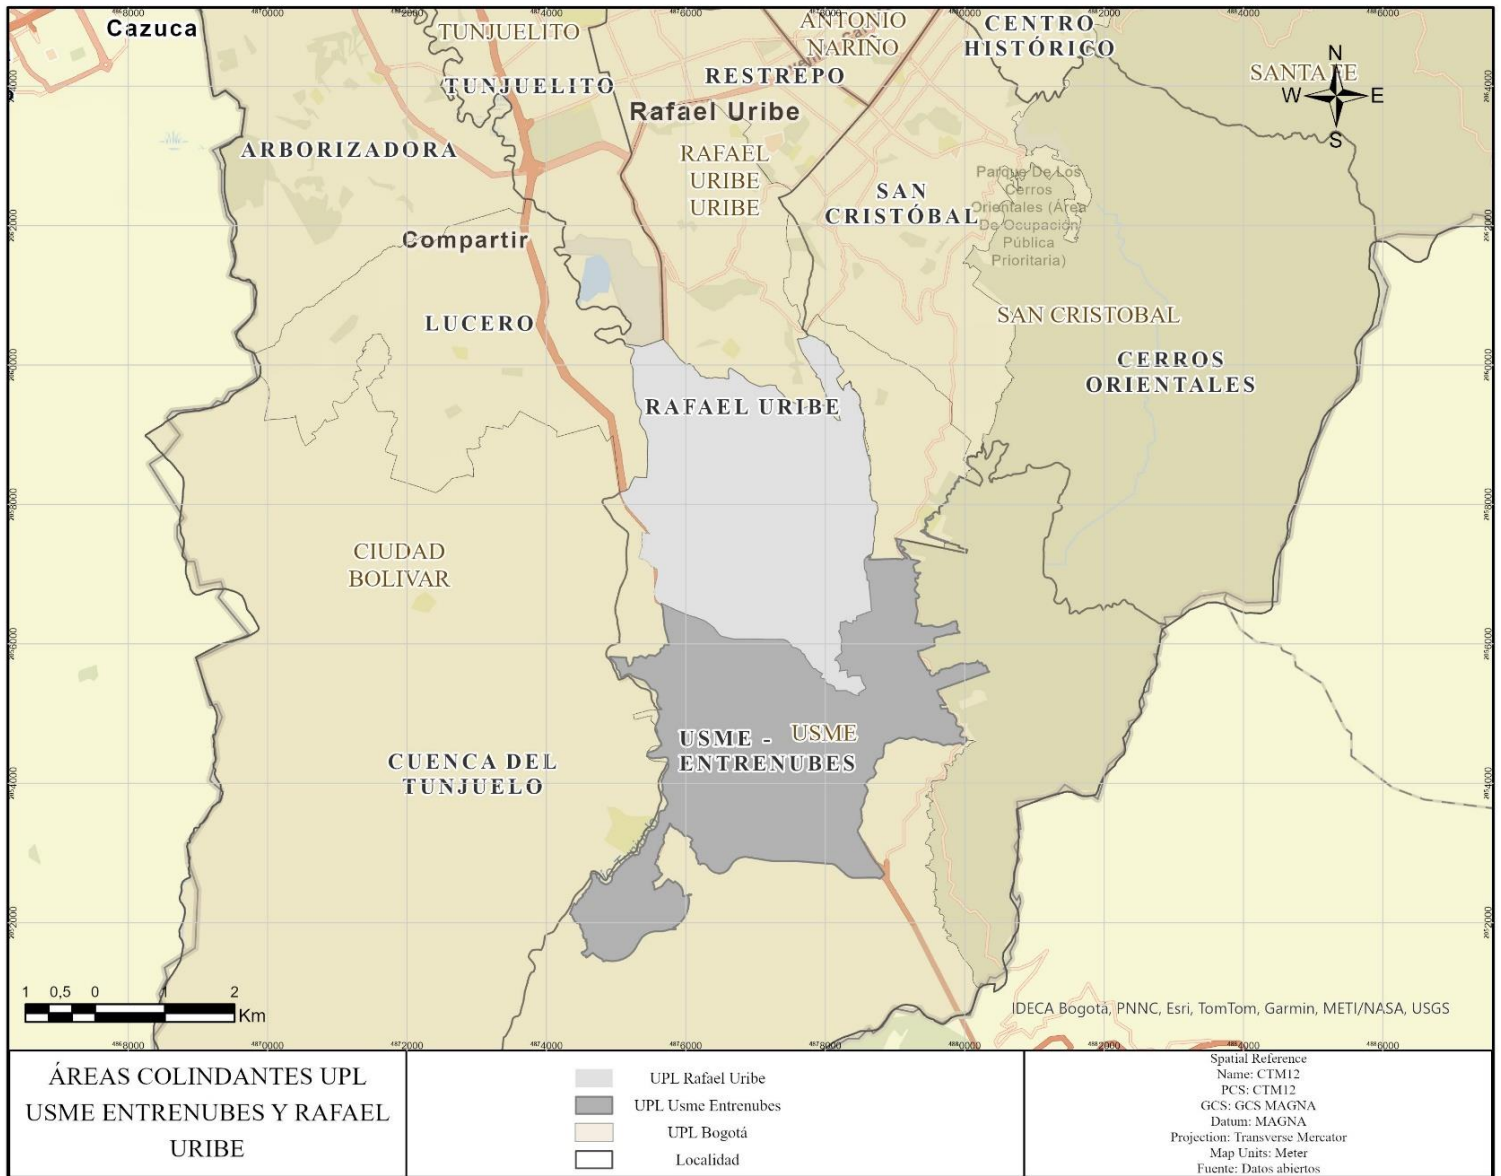 Cazuca
TUNJUELITO
ANTONIO
NARIÑO
CENTRO
HISTÓRICO
TUNJUELITO
RESTREPO
SANTA FE
N
W
E
S
Rafael Uribe
ARBORIZADORA
RAFAEL
URIBE
URIBE
SAN
CRISTÓBAL
Parque De Los
Cerros
Orientales (Área
De Ocupación
Pública
Prioritaria)
Compartir
LUCERO
SAN CRISTOBAL
CERROS
ORIENTALES
RAFAEL URIBE
CIUDAD
BOLIVAR
USME -
ENTRENUBES
USME
CUENCA DEL
TUNJUELO
1 0,5 0 1 2
Km
IDECA Bogotá, PNNC, Esri, TomTom, Garmin, METI/NASA, USGS
ÁREAS COLINDANTES UPL
USME ENTRENUBES Y RAFAEL
URIBE
UPL Rafael Uribe
UPL Usme Entrenubes
UPL Bogotá
Localidad
Spatial Reference
Name: CTM12
PCS: CTM12
GCS: GCS MAGNA
Datum: MAGNA
Projection: Transverse Mercator
Map Units: Meter
Fuente: Datos abiertos